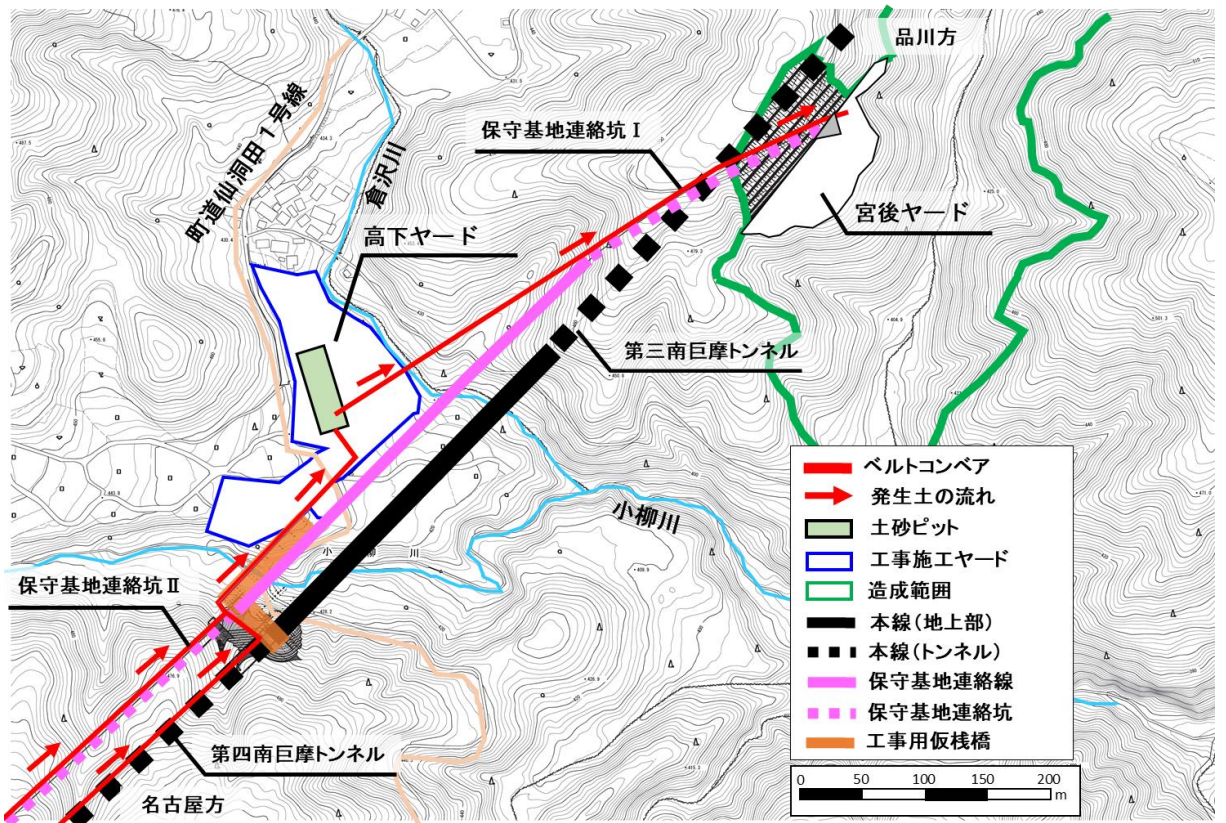 品川方
町道仙洞田１号線
保守基地連絡坑Ⅰ
倉沢川
高下ヤード
宮後ヤード
第三南巨摩トンネル
小柳川
小柳川
保守基地連絡坑Ⅱ
第四南巨摩トンネル
名古屋方
ベルトコンベア
発生土の流れ
土砂ピット
工事施工ヤード
造成範囲
本線(地上部)
本線(トンネル)
保守基地連絡線
保守基地連絡坑
工事用仮桟橋
0 50 100 150 200
m